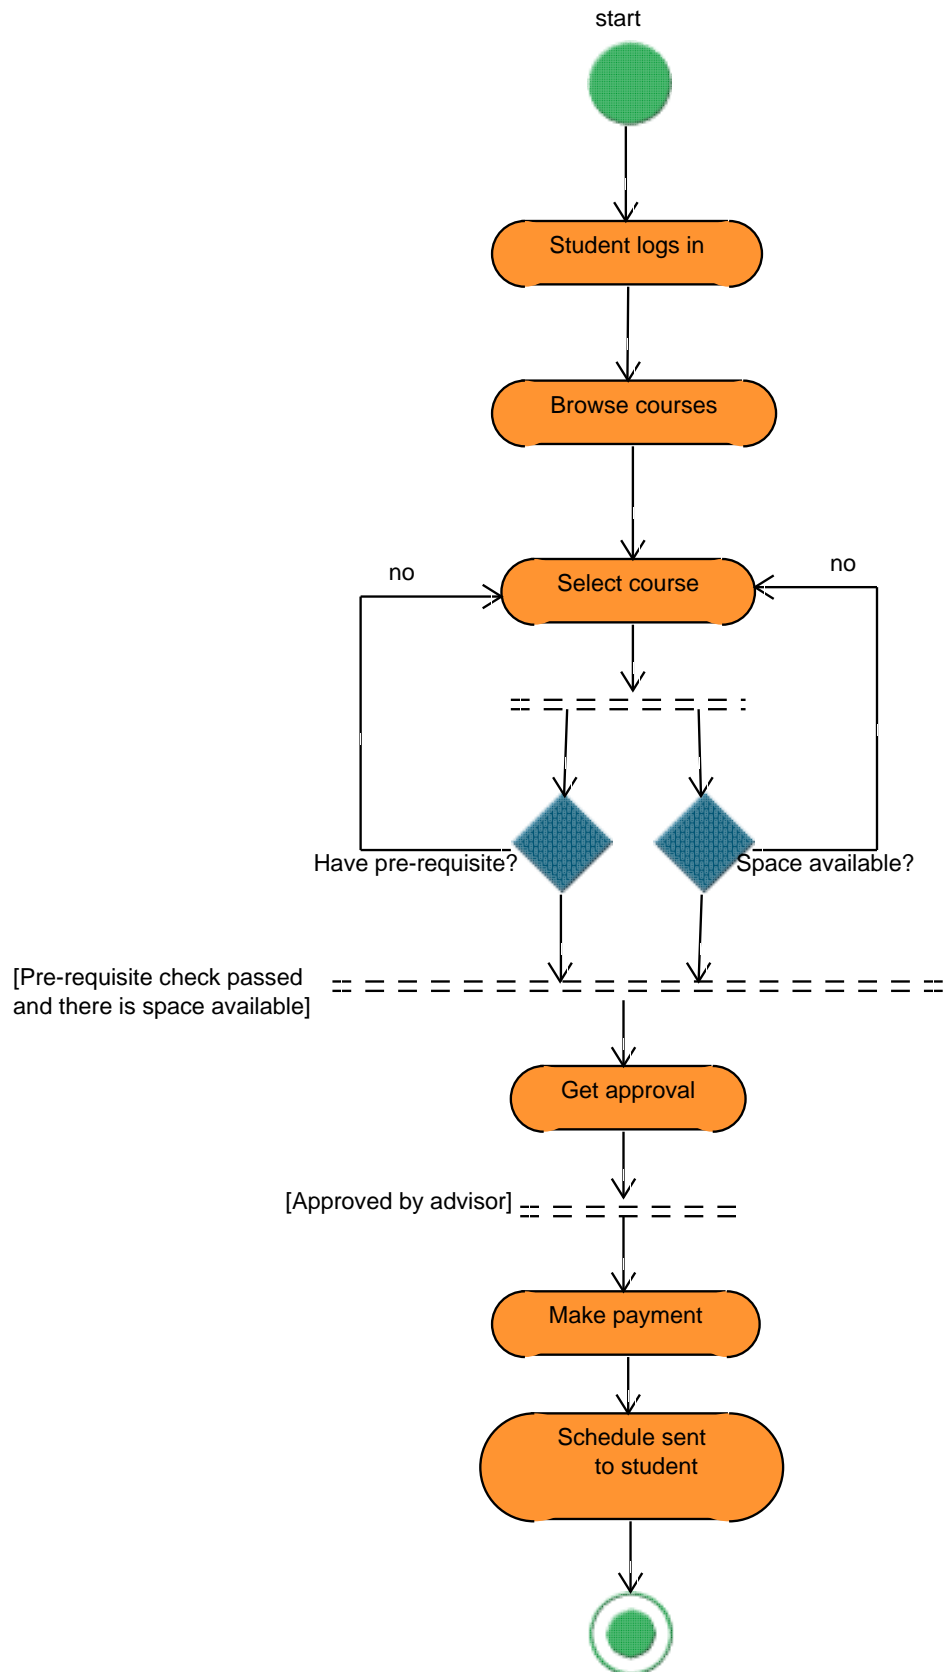 start
Student logs in
Browse courses
no
no
Select course
Have pre-requisite?
Space available?
[Pre-requisite check passed
and there is space available]
Get approval
[Approved by advisor]
Make payment
Schedule sent
to student